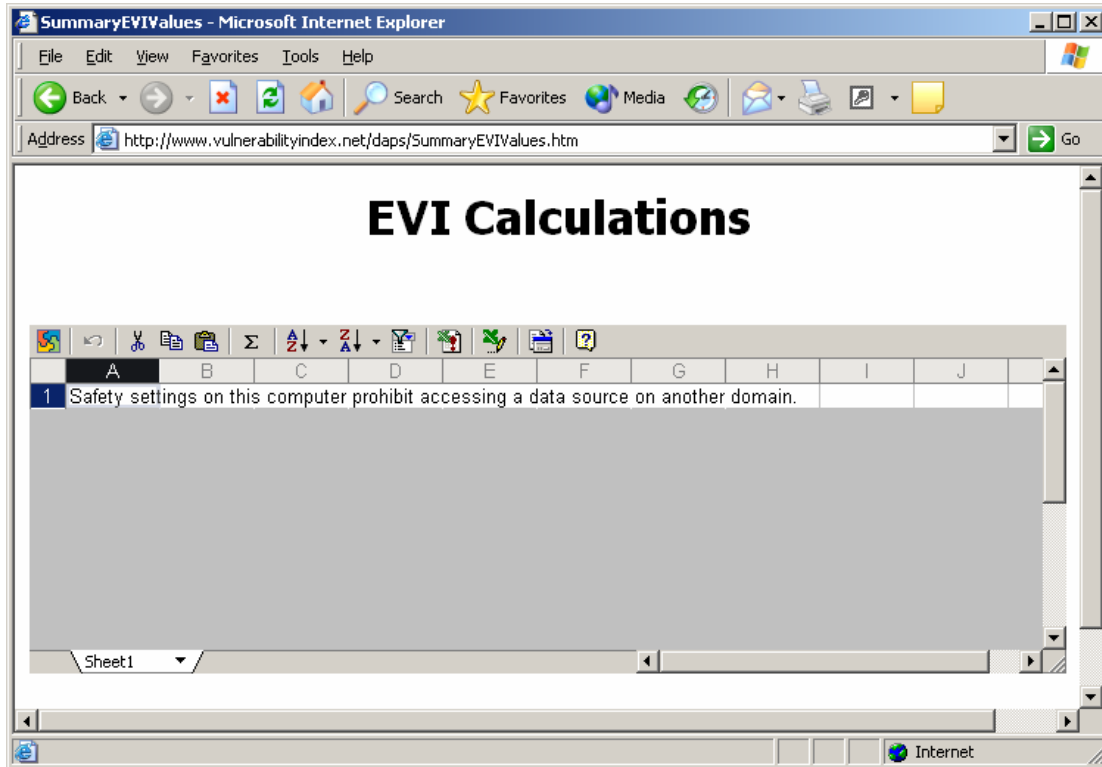 SummaryEVIValues - Microsoft Internet Explorer
File Edit View Favorites Tools Help
Back Search Favorites Media
Address http://www.vulnerabilityindex.net/daps/SummaryEVIValues.htm Go
EVI Calculations
A B C D E F G H I J
1 Safety settings on this computer prohibit accessing a data source on another domain.
Sheet1
Internet